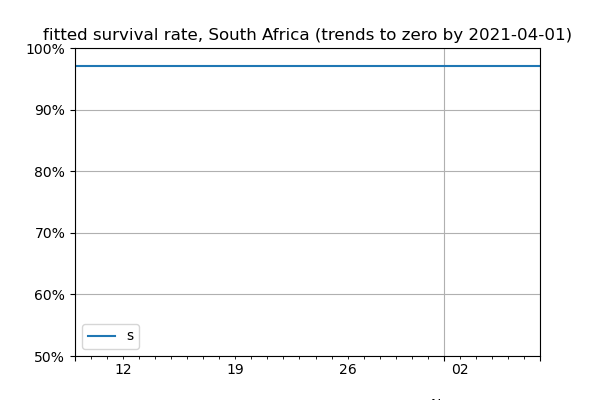 fitted survival rate, South Africa (trends to zero by 2021-04-01)
100%
90%
80%
70%
60%
50%
s
12 19 26 02